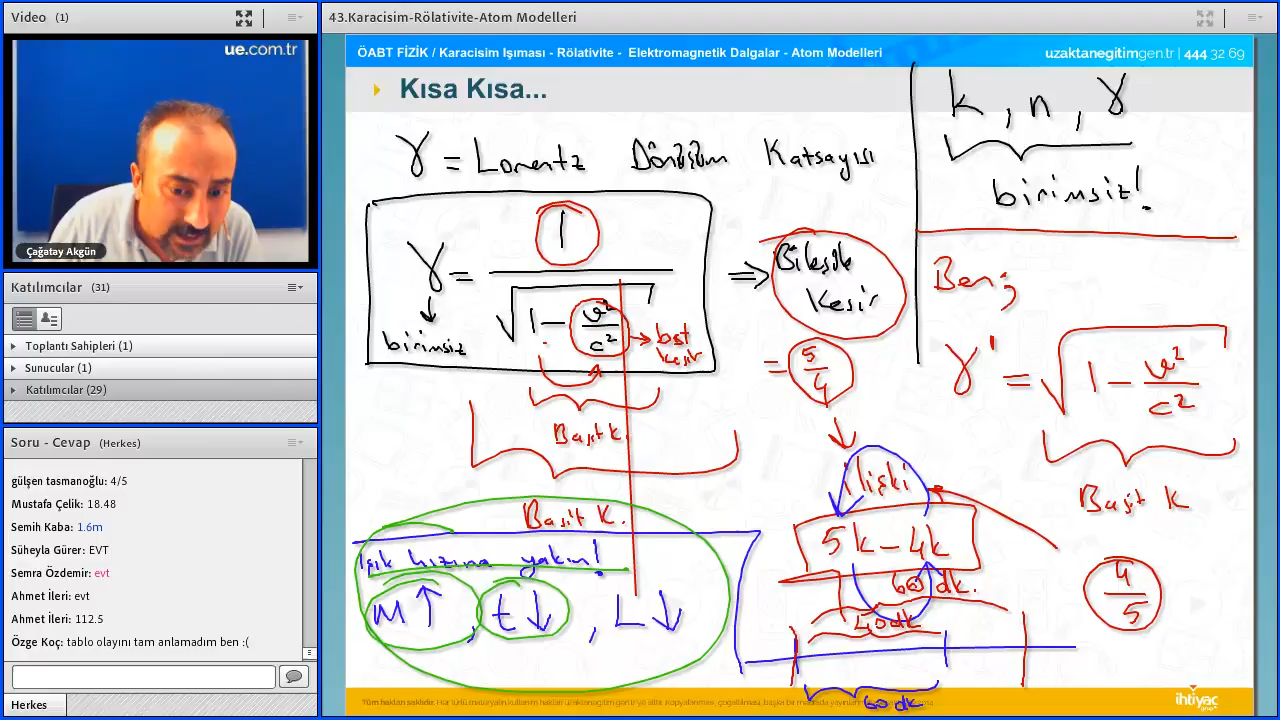 Video (1)
ue.com.tr
Çağatay Akgün
Katılımcılar (31)
Toplantı Sahipleri (1)
Sunucular (1)
Katılımcılar (29)
Soru - Cevap (Herkes)
gülşen tasmanoğlu: 4/5
Mustafa Çelik: 18.48
Semih Kaba: 1.6m
Süheyla Gürer: EVT
Semra Özdemir: evt
Ahmet İleri: evt
Ahmet İleri: 112.5
Özge Koç: tablo olayını tam anlamadım ben :(
Herkes
43.Karacisim-Rölativite-Atom Modelleri
ÖABT FİZİK / Karacisim Işıması - Rölativite - Elektromagnetik Dalgalar - Atom Modelleri
uzaktanegitimgen.tr | 444 32 69
Kısa Kısa...
k , n , γ
birimsiz!
γ = Lorentz Dönüşüm Katsayısı
γ = 1 / √(1 - v²/c²) ⇒ Bileşik Kesir
birimsiz
bst kesir
Basit k.
Basit K.
= 5/4
Ben;
γ' = √(1 - v²/c²)
Basit K
4/5
İlişki
5k - 4k
60 dk.
40dk
60 dk
Işık hızına yakın!
M ↑ , t ↓ , L ↓
ihtiyaç